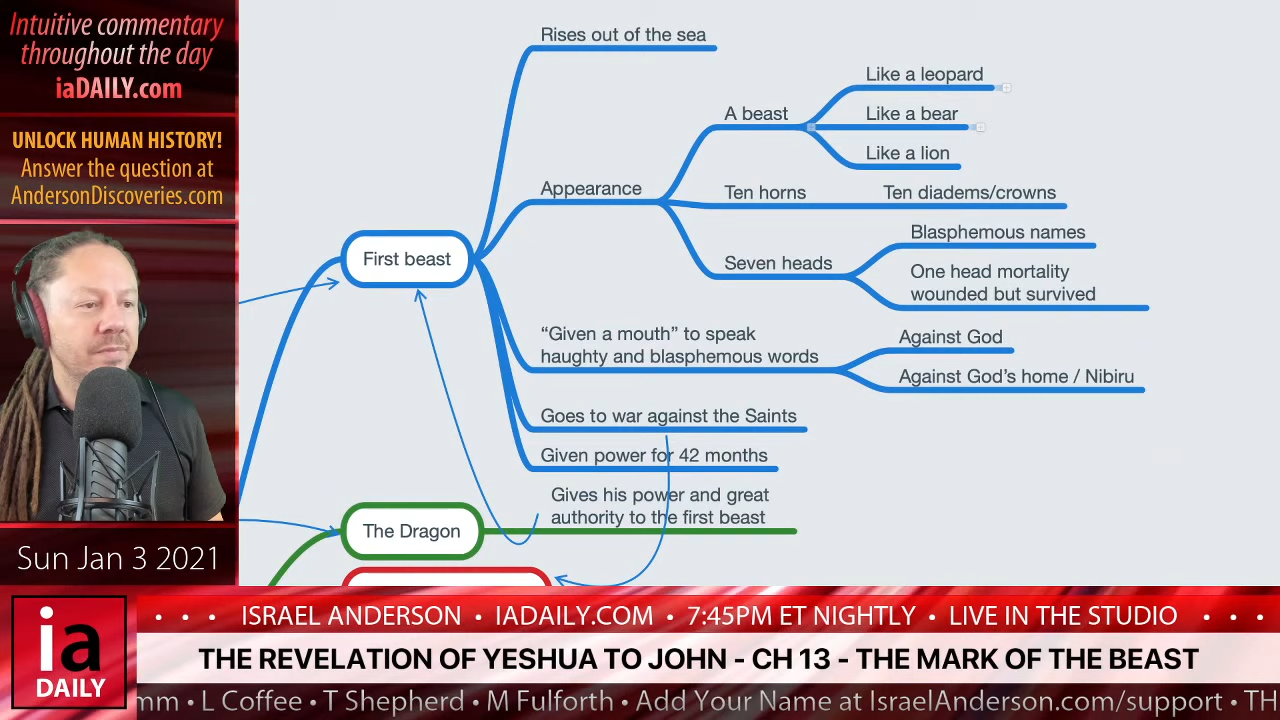 Intuitive commentary
throughout the day
iaDAILY.com
UNLOCK HUMAN HISTORY!
Answer the question at
AndersonDiscoveries.com
Sun Jan 3 2021
Rises out of the sea
Like a leopard
A beast
Like a bear
Like a lion
Appearance
Ten horns
Ten diadems/crowns
Blasphemous names
First beast
Seven heads
One head mortality
wounded but survived
“Given a mouth” to speak
haughty and blasphemous words
Against God
Against God’s home / Nibiru
Goes to war against the Saints
Given power for 42 months
Gives his power and great
authority to the first beast
The Dragon
ia
DAILY
• • • ISRAEL ANDERSON • IADAILY.COM • 7:45PM ET NIGHTLY • LIVE IN THE STUDIO • • •
THE REVELATION OF YESHUA TO JOHN - CH 13 - THE MARK OF THE BEAST
mm • L Coffee • T Shepherd • M Fulforth • Add Your Name at IsraelAnderson.com/support • TH